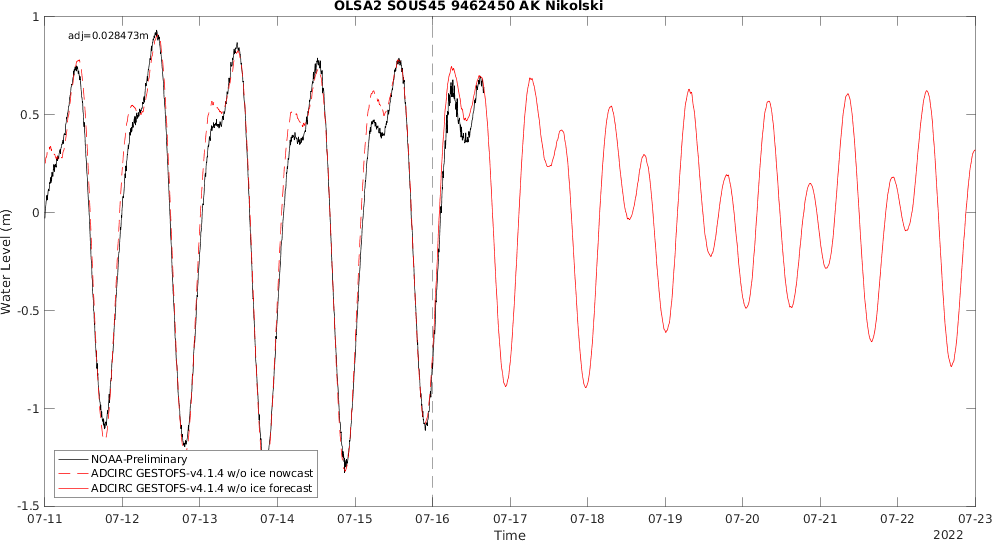 OLSA2 SOUS45 9462450 AK Nikolski
adj=0.028473m
1
0.5
0
-0.5
-1
-1.5
Water Level (m)
NOAA-Preliminary
ADCIRC GESTOFS-v4.1.4 w/o ice nowcast
ADCIRC GESTOFS-v4.1.4 w/o ice forecast
07-11 07-12 07-13 07-14 07-15 07-16 07-17 07-18 07-19 07-20 07-21 07-22 07-23
Time
2022